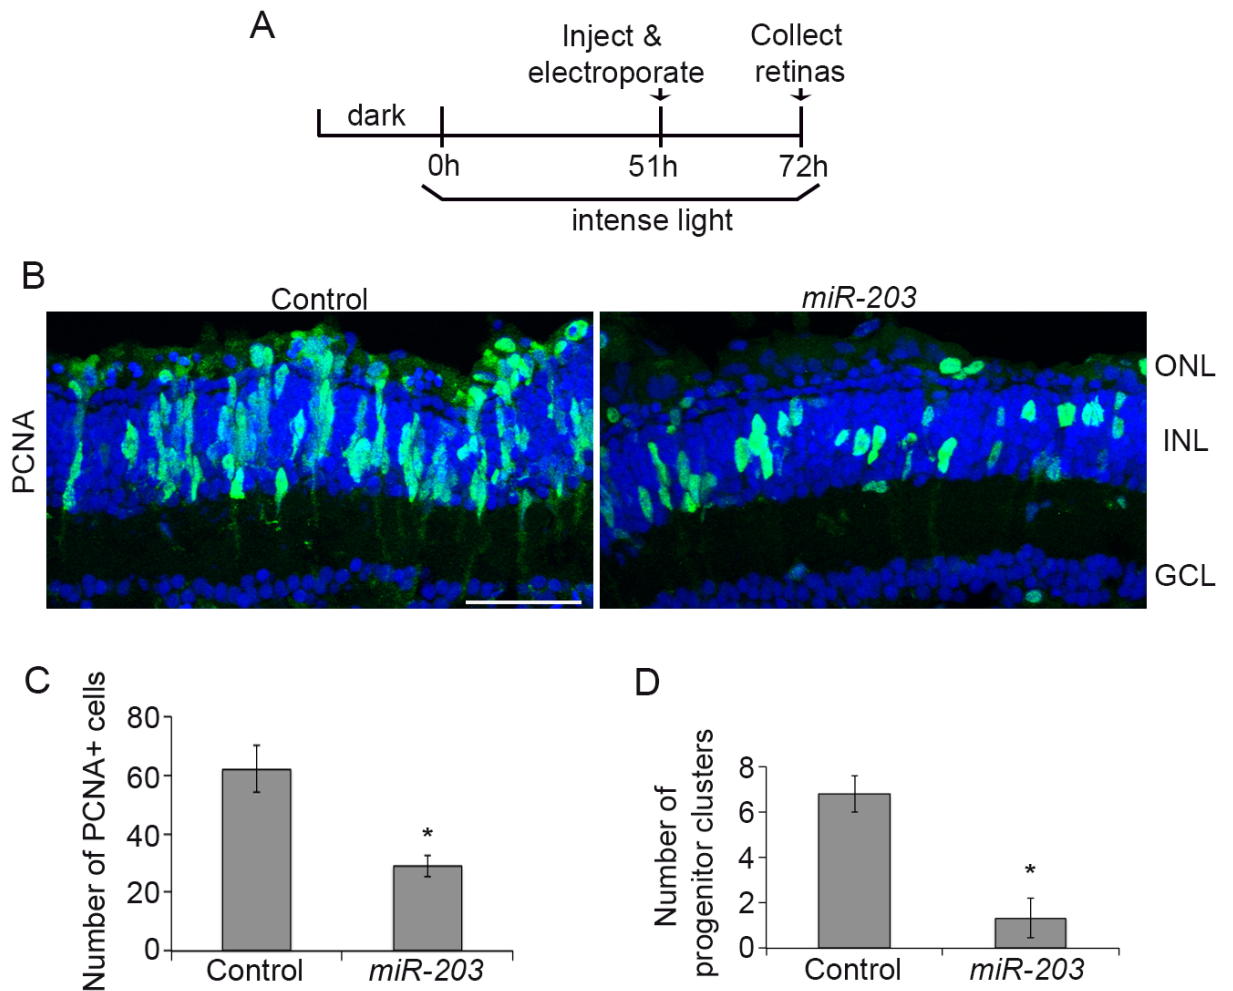 A
Inject &
electroporate
Collect
retinas
dark
0h
51h
72h
intense light
B
Control
miR-203
PCNA
ONL
INL
GCL
C
Number of PCNA+ cells
80
60
40
20
0
*
Control
miR-203
D
Number of
progenitor clusters
8
6
4
2
0
*
Control
miR-203